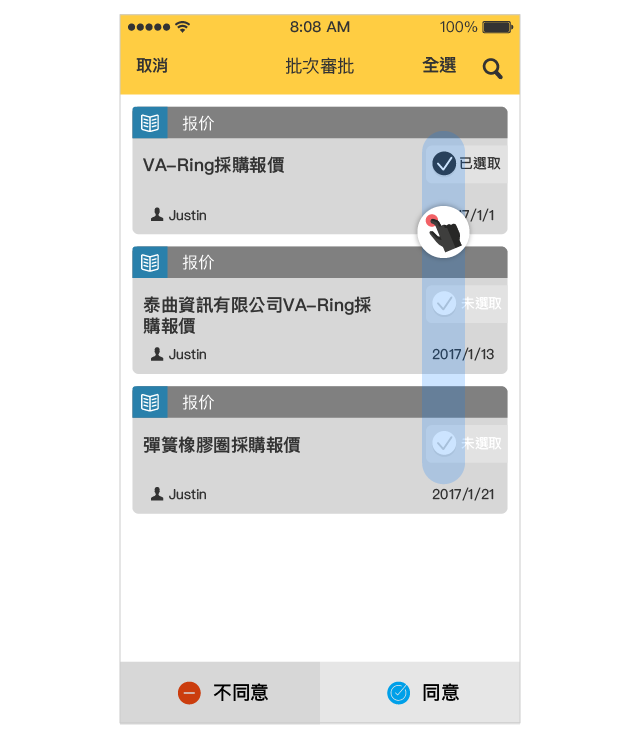 8:08 AM 100%
取消 批次審批 全選
报价
VA-Ring採購報價 已選取
Justin 7/1/1
报价
泰曲資訊有限公司VA-Ring採 未選取
購報價
Justin 2017/1/13
报价
彈簧橡膠圈採購報價 未選取
Justin 2017/1/21
不同意 同意